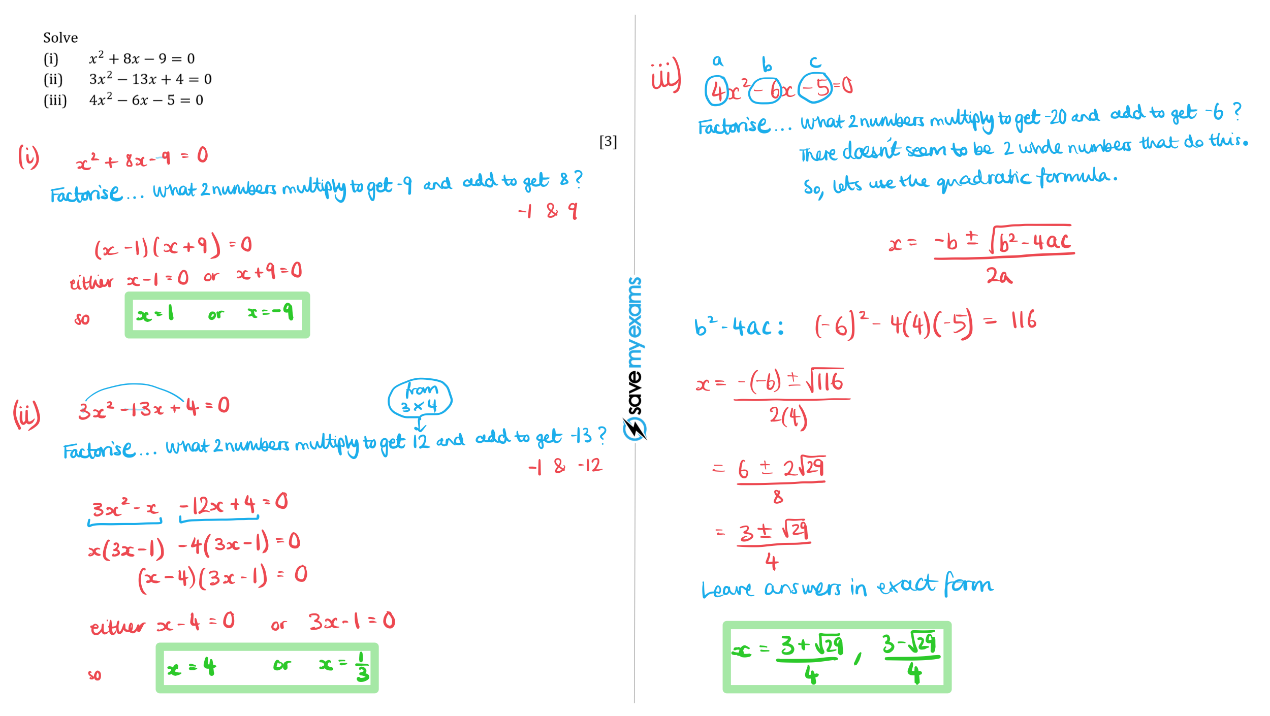 Solve
(i) x² + 8x − 9 = 0
(ii) 3x² − 13x + 4 = 0
(iii) 4x² − 6x − 5 = 0
[3]
(i) x² + 8x − 9 = 0
Factorise... what 2 numbers multiply to get -9 and add to get 8?
-1 & 9
(x −1)(x + 9) = 0
either x − 1 = 0 or x + 9 = 0
so x = 1 or x = −9
(ii) 3x² − 13x + 4 = 0
from
3 × 4
Factorise... what 2 numbers multiply to get 12 and add to get -13?
-1 & -12
3x² − x − 12x + 4 = 0
x(3x − 1) − 4(3x − 1) = 0
(x − 4)(3x − 1) = 0
either x − 4 = 0 or 3x − 1 = 0
so x = 4 or x = 1/3
savemyexams
a b c
iii) 4x² − 6x − 5 = 0
Factorise... what 2 numbers multiply to get -20 and add to get -6?
There doesn't seem to be 2 whole numbers that do this.
So, lets use the quadratic formula.
x = (−b ± √(b² − 4ac)) / 2a
b² − 4ac: (−6)² − 4(4)(−5) = 116
x = (−(−6) ± √116) / 2(4)
= (6 ± 2√29) / 8
= (3 ± √29) / 4
Leave answers in exact form
x = (3 + √29) / 4 , (3 − √29) / 4